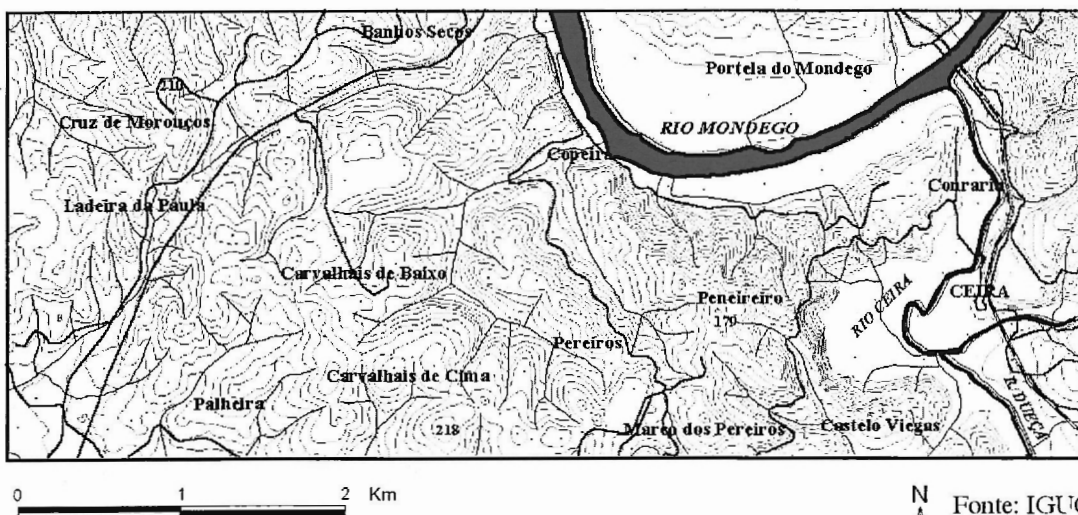 Banhos Secos
Portela do Mondego
210
Cruz de Morouços
RIO MONDEGO
Copeira
Conraria
Ladeira da Paula
Carvalhais de Baixo
Peneireiro
170
CEIRA
RIO CEIRA
Pereiros
Carvalhais de Cima
Palheira
R. DUEÇA
218
Marco dos Pereiros
Castelo Viegas
0 1 2 Km
N
Fonte: IGUC